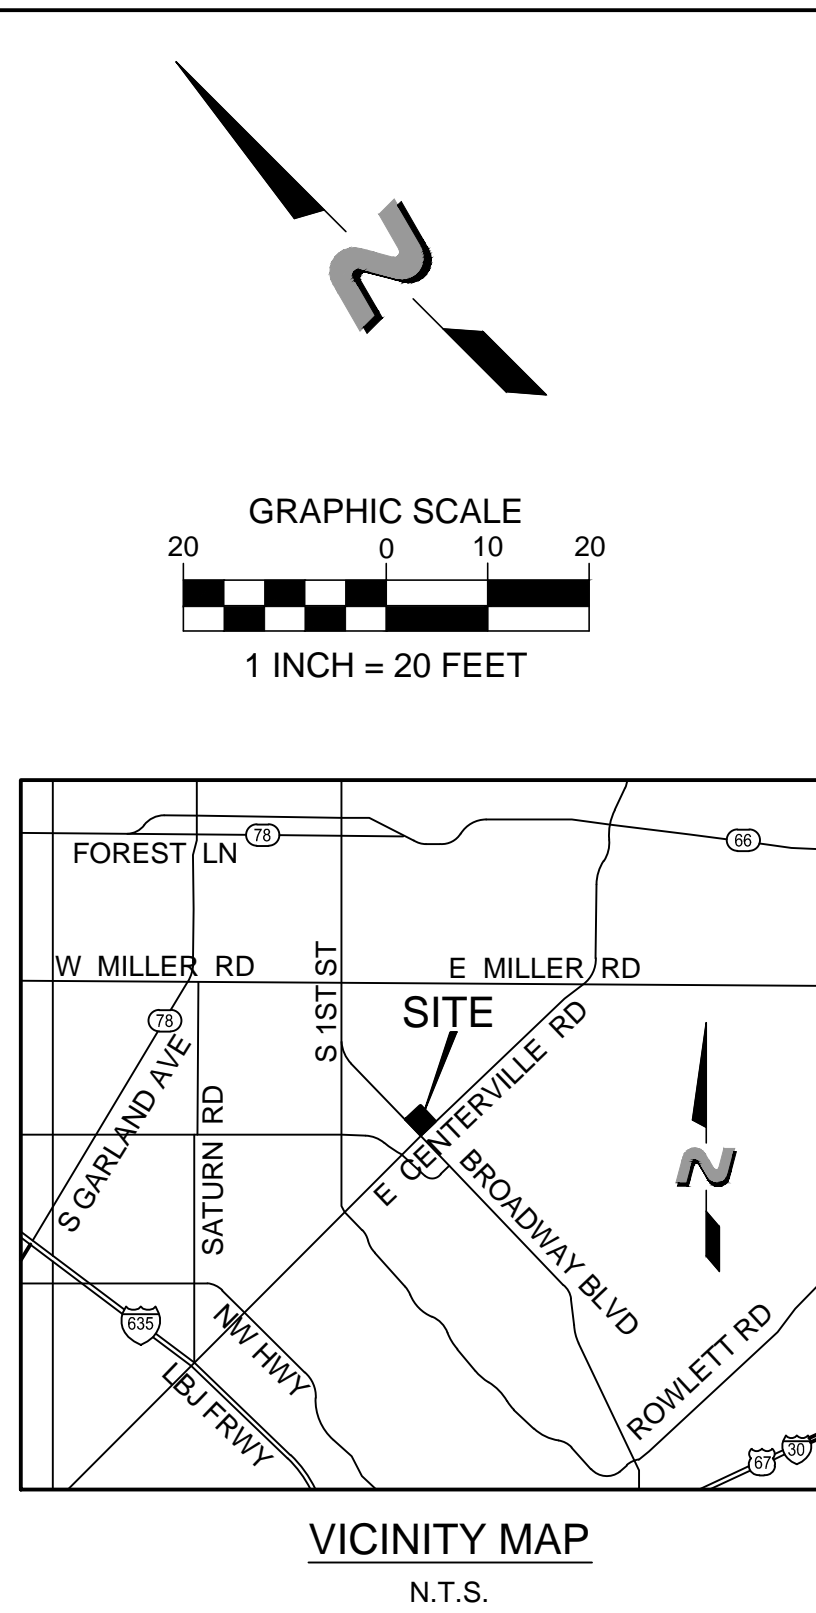 N
GRAPHIC SCALE
20 0 10 20
1 INCH = 20 FEET
78
66
FOREST LN
W MILLER RD
E MILLER RD
S 1ST ST
SITE
78
S GARLAND AVE
SATURN RD
E CENTERVILLE RD
BROADWAY BLVD
N
635
NW HWY
LBJ FRWY
ROWLETT RD
67
30
VICINITY MAP
N.T.S.